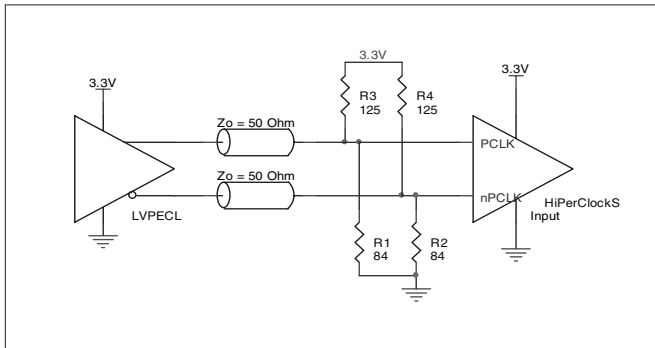 3.3V
3.3V
3.3V
R3
125
R4
125
Zo = 50 Ohm
PCLK
Zo = 50 Ohm
nPCLK
HiPerClockS
Input
LVPECL
R1
84
R2
84